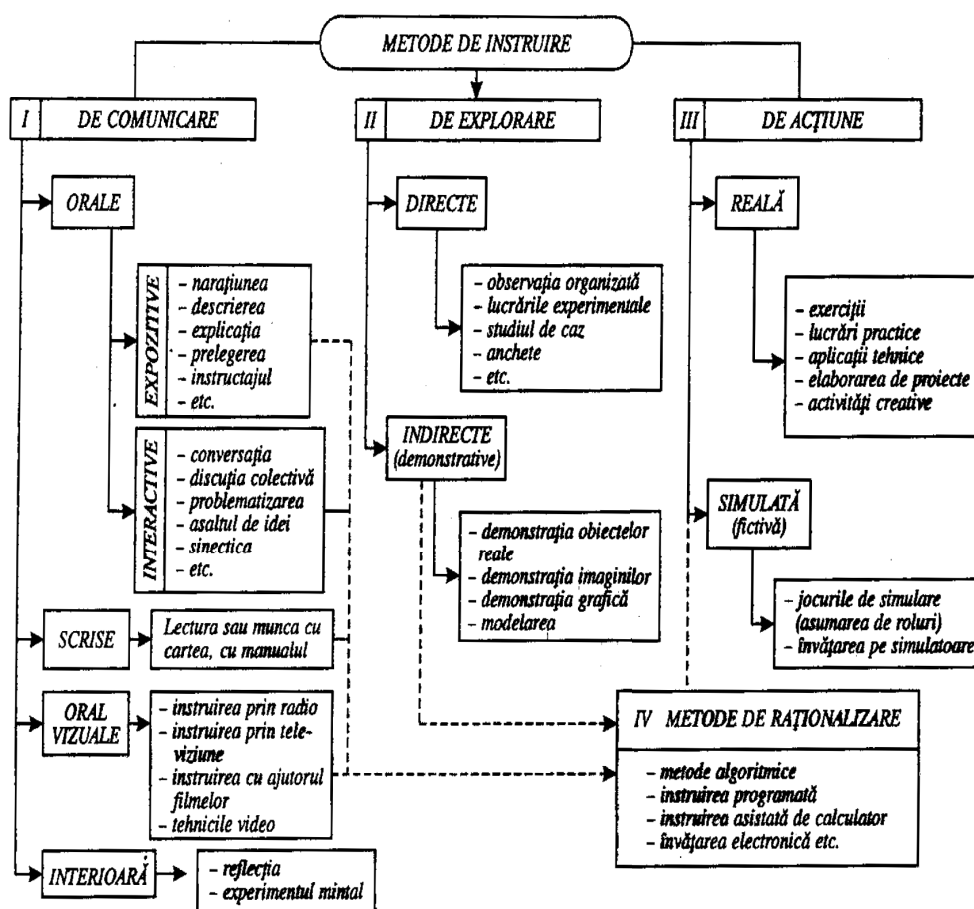 METODE DE INSTRUIRE
I DE COMUNICARE
ORALE
EXPOZITIVE
– narațiunea
– descrierea
– explicația
– prelegerea
– instructajul
– etc.
INTERACTIVE
– conversația
– discuția colectivă
– problematizarea
– asaltul de idei
– sinectica
– etc.
SCRISE
Lectura sau munca cu
cartea, cu manualul
ORAL
VIZUALE
– instruirea prin radio
– instruirea prin tele-
viziune
– instruirea cu ajutorul
filmelor
– tehnicile video
INTERIOARĂ
– reflecția
– experimentul mintal
II DE EXPLORARE
DIRECTE
– observația organizată
– lucrările experimentale
– studiul de caz
– anchete
– etc.
INDIRECTE
(demonstrative)
– demonstrația obiectelor
reale
– demonstrația imaginilor
– demonstrația grafică
– modelarea
III DE ACȚIUNE
REALĂ
– exerciții
– lucrări practice
– aplicații tehnice
– elaborarea de proiecte
– activități creative
SIMULATĂ
(fictivă)
– jocurile de simulare
(asumarea de roluri)
– învățarea pe simulatoare
IV METODE DE RAȚIONALIZARE
– metode algoritmice
– instruirea programată
– instruirea asistată de calculator
– învățarea electronică etc.